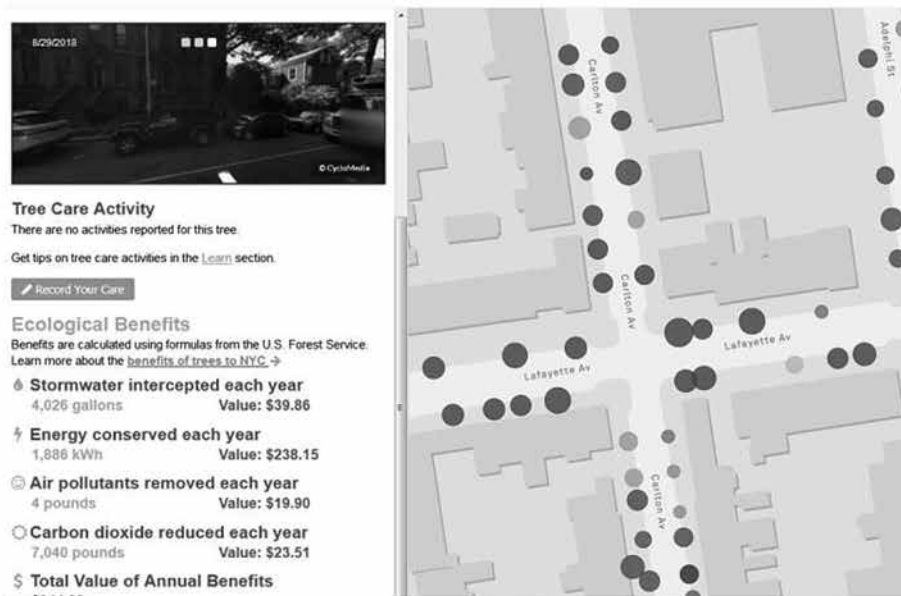 8/29/2018
© CycloMedia
Tree Care Activity
There are no activities reported for this tree.
Get tips on tree care activities in the Learn section.
Record Your Care
Ecological Benefits
Benefits are calculated using formulas from the U.S. Forest Service.
Learn more about the benefits of trees to NYC →
Stormwater intercepted each year
4,026 gallons Value: $39.86
Energy conserved each year
1,886 kWh Value: $238.15
Air pollutants removed each year
4 pounds Value: $19.90
Carbon dioxide reduced each year
7,040 pounds Value: $23.51
$ Total Value of Annual Benefits
Carlton Av
Adelphi St
Carlton Av
Lafayette Av
Lafayette Av
Carlton Av